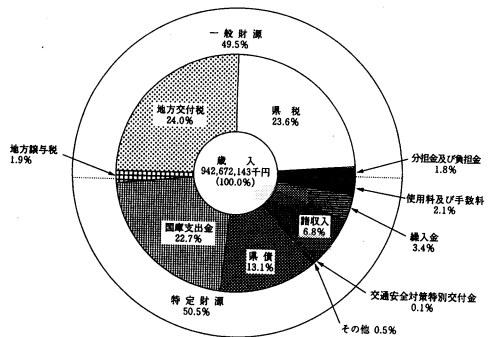 一般財源
49.5%
県税
23.6%
地方交付税
24.0%
地方譲与税
1.9%
歳入
942,672,143千円
(100.0%)
分担金及び負担金
1.8%
使用料及び手数料
2.1%
繰入金
3.4%
諸収入
6.8%
国庫支出金
22.7%
県債
13.1%
交通安全対策特別交付金
0.1%
その他 0.5%
特定財源
50.5%